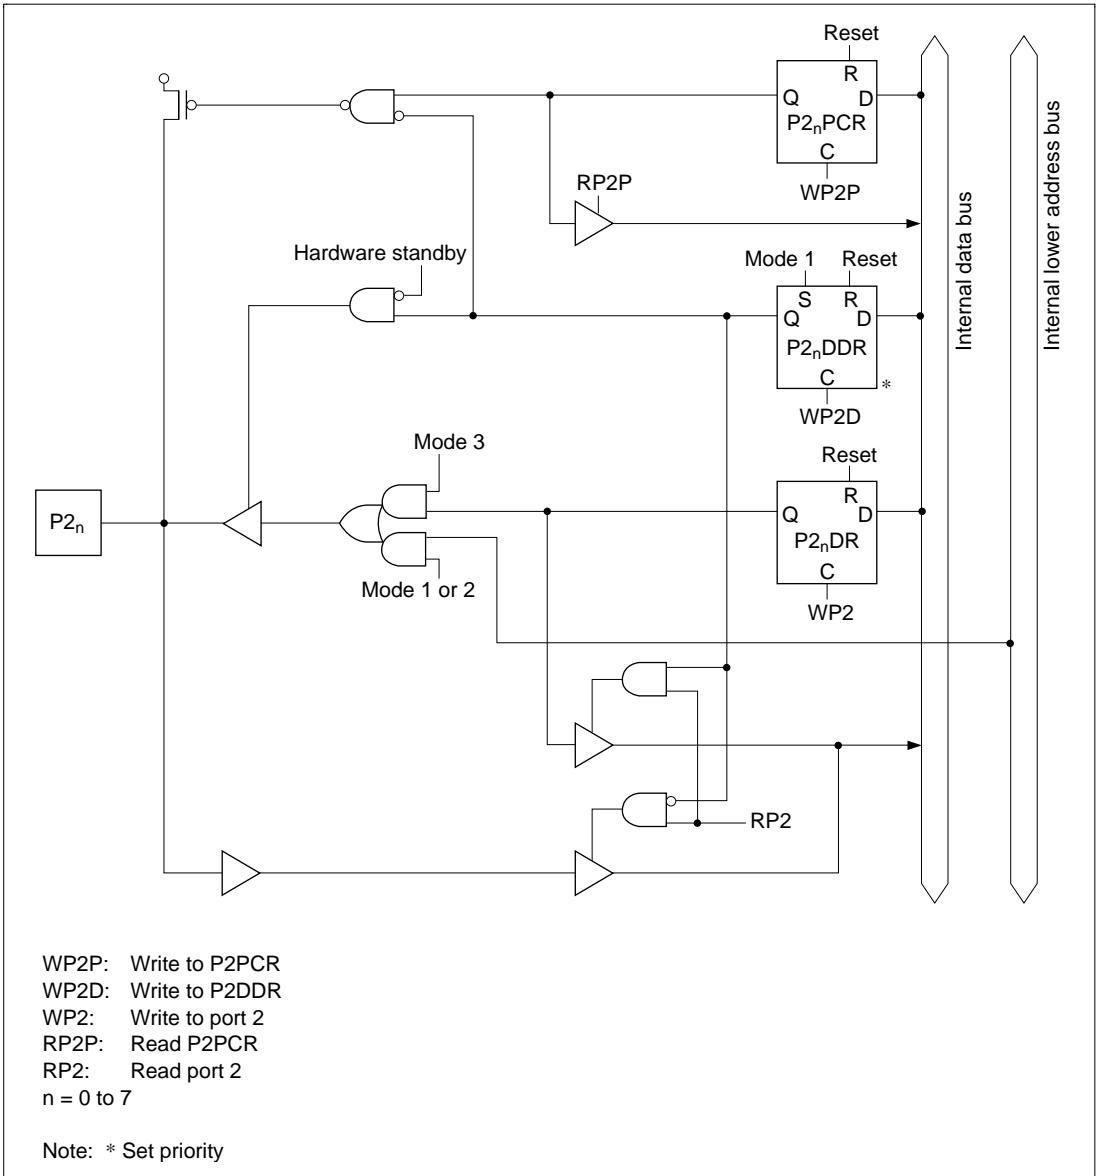 Reset
R
Q D
P2nPCR
C
WP2P
RP2P
Hardware standby
Mode 1 Reset
S R
Q D
P2nDDR
C
*
WP2D
Mode 3
Reset
R
Q D
P2nDR
C
WP2
P2n
Mode 1 or 2
RP2
Internal data bus
Internal lower address bus
WP2P: Write to P2PCR
WP2D: Write to P2DDR
WP2: Write to port 2
RP2P: Read P2PCR
RP2: Read port 2
n = 0 to 7
Note: * Set priority